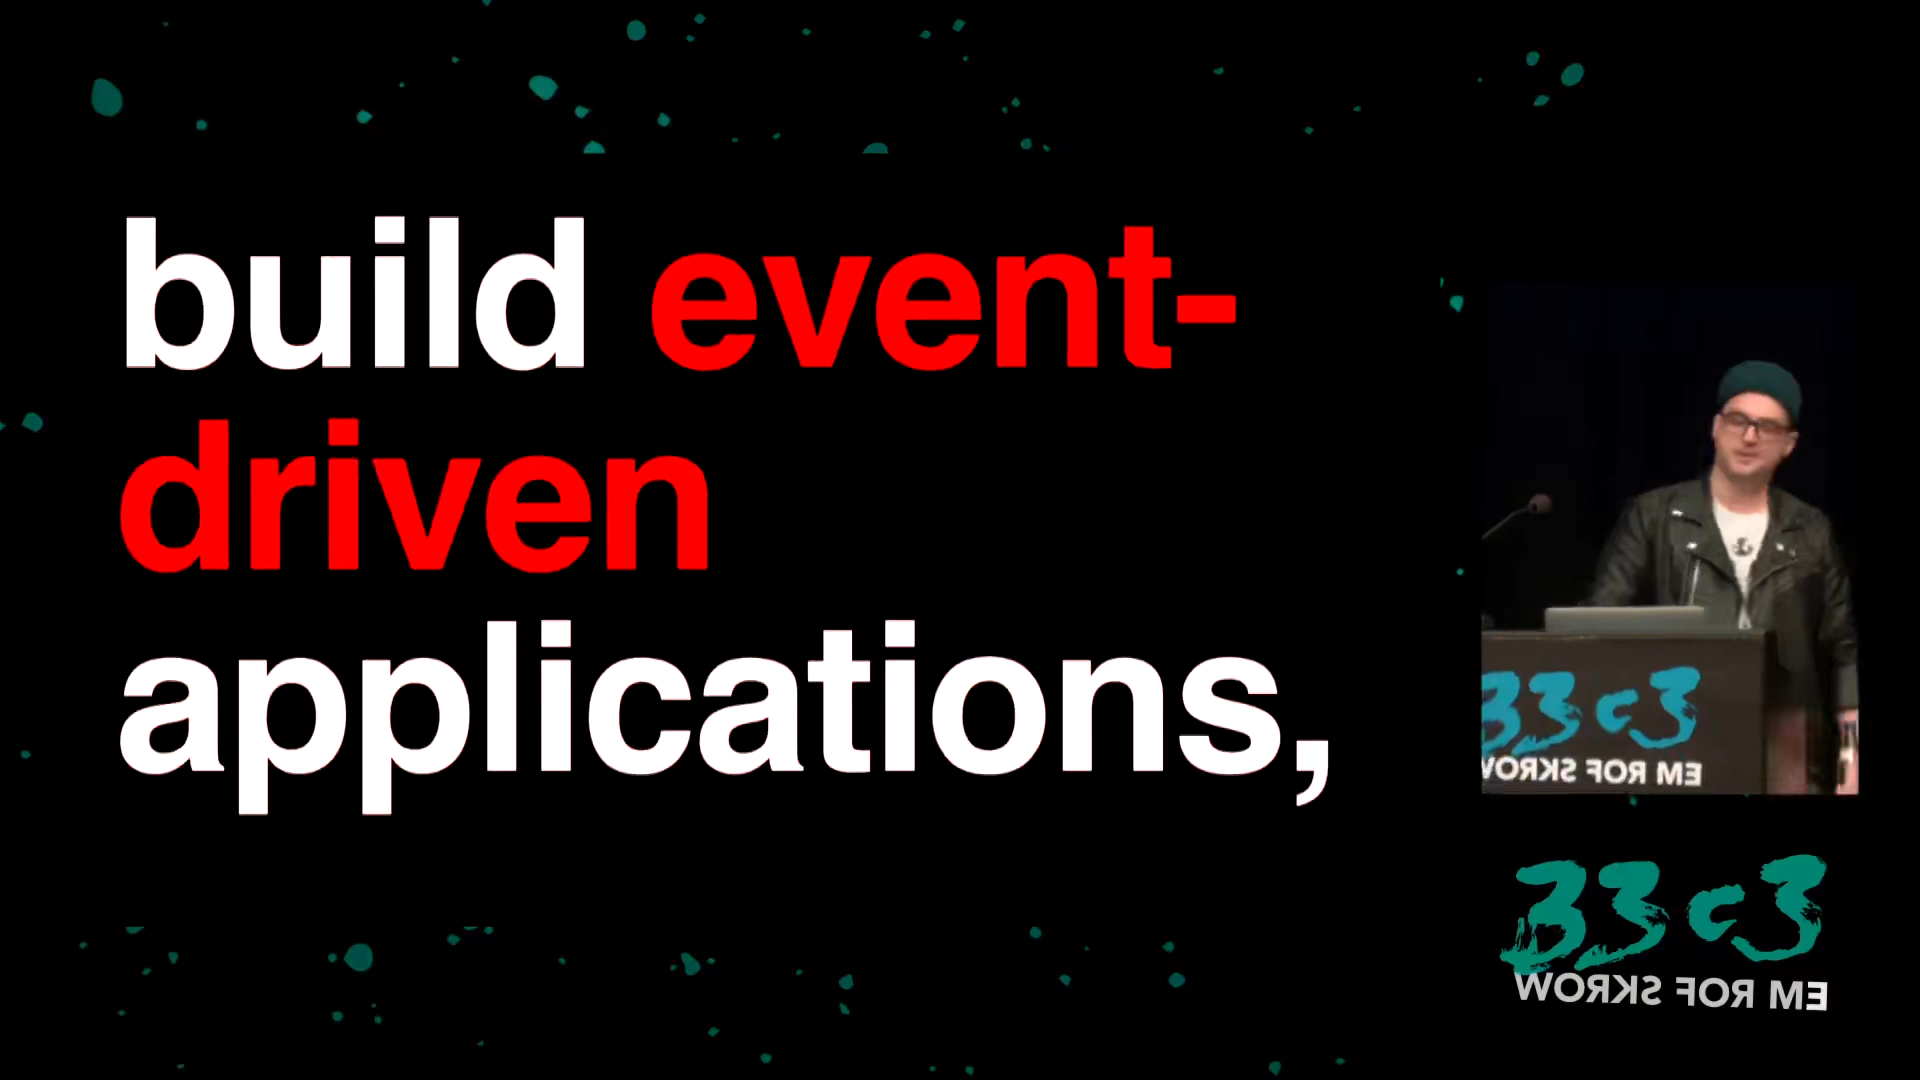 build event-
driven
applications,
33c3
WORKS FOR ME
33c3
WORKS FOR ME